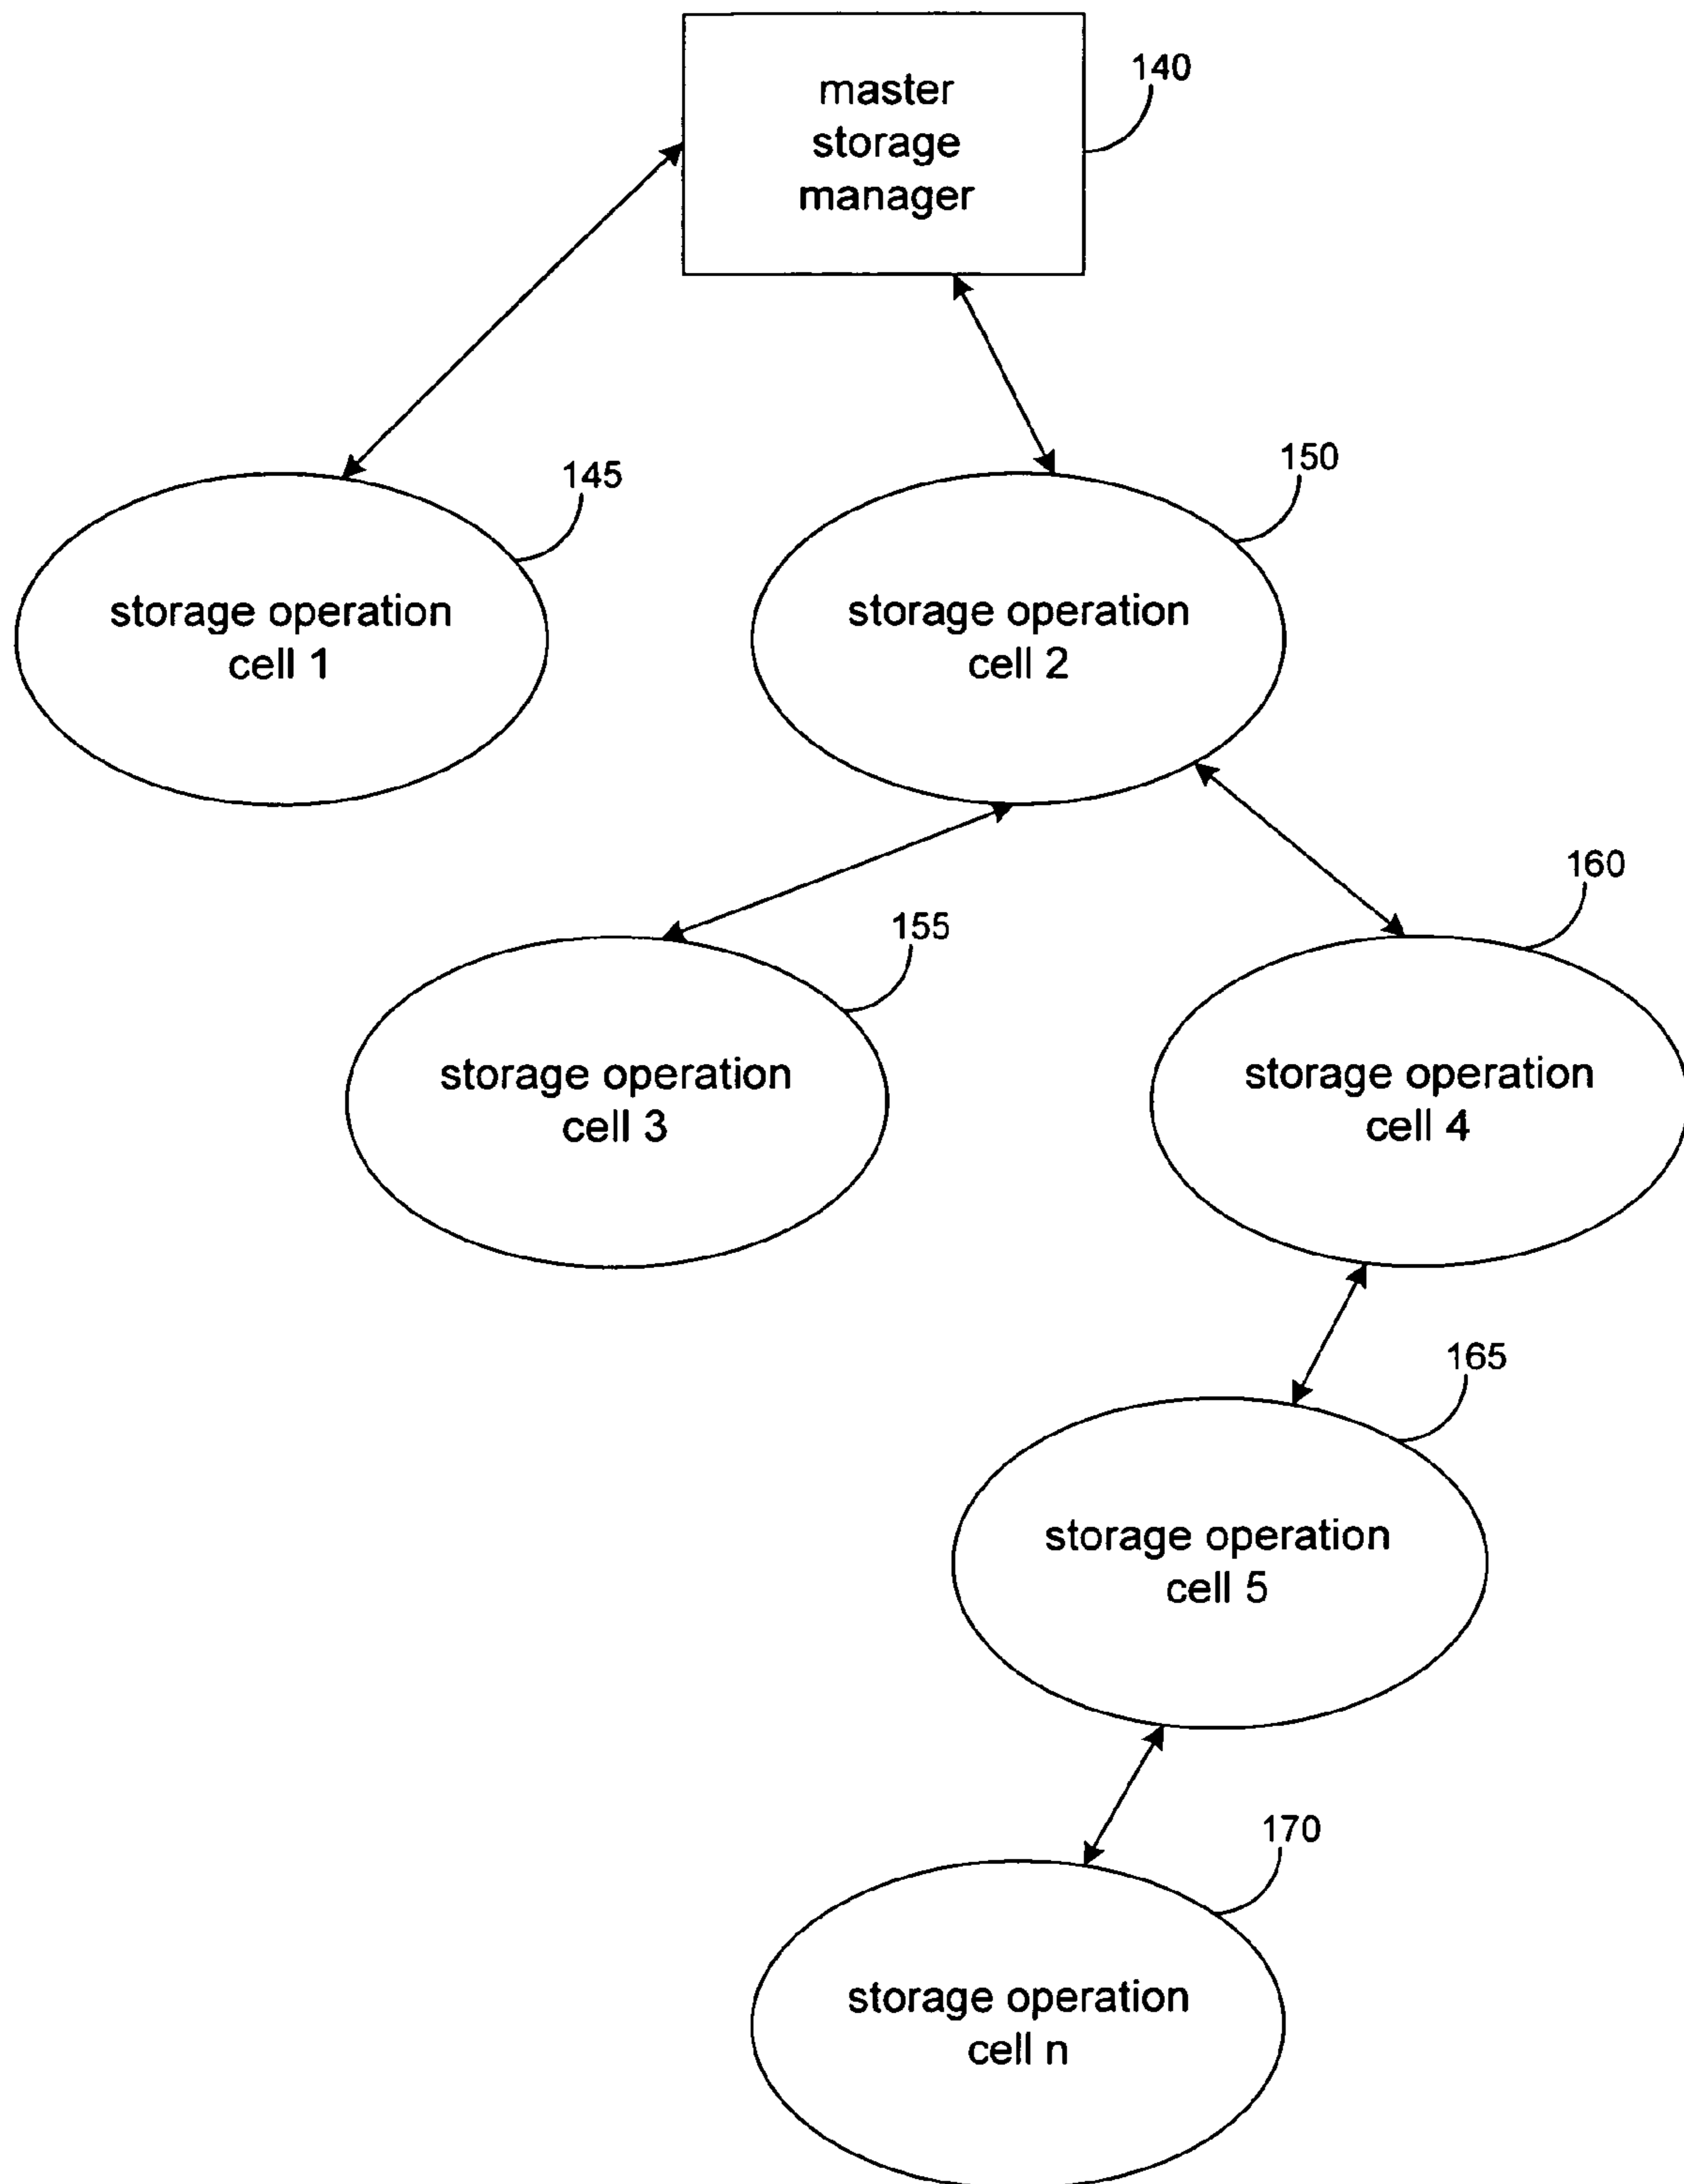 master
storage
manager
140
145
150
storage operation
cell 1
storage operation
cell 2
155
160
storage operation
cell 3
storage operation
cell 4
165
storage operation
cell 5
170
storage operation
cell n